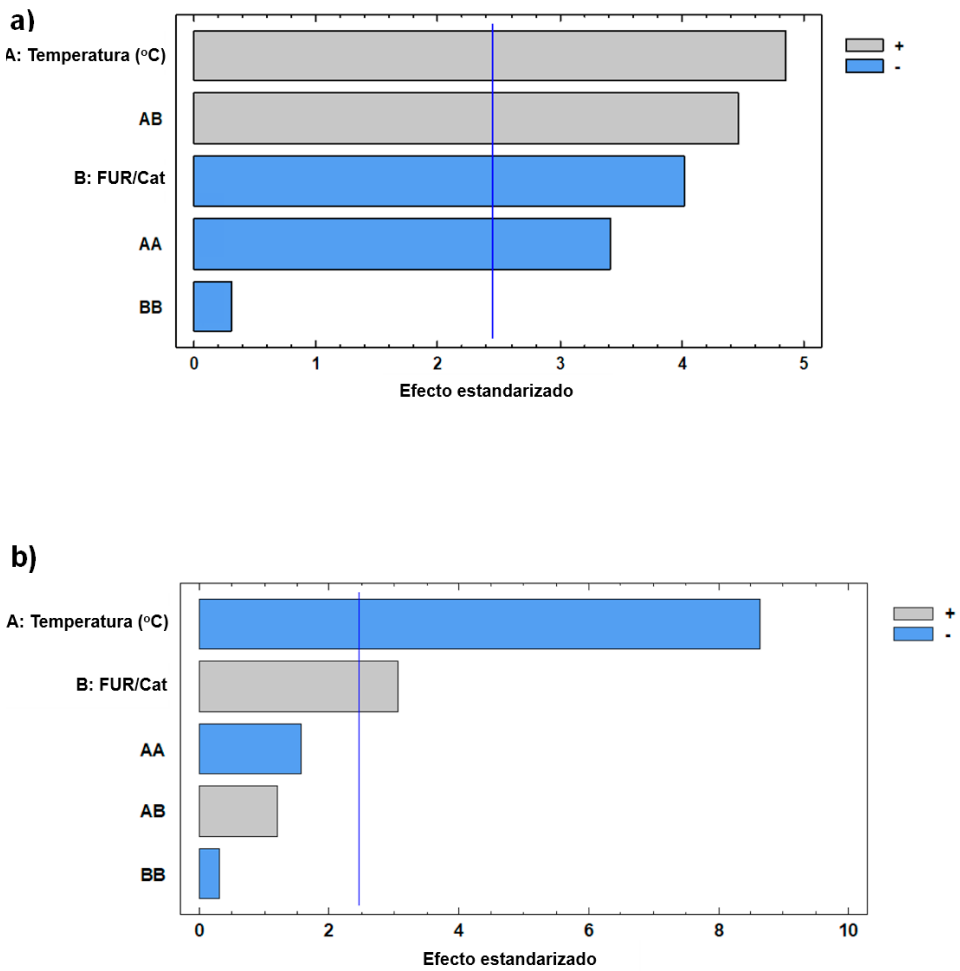 a)
A: Temperatura (ºC)
AB
B: FUR/Cat
AA
BB
+
-
0 1 2 3 4 5
Efecto estandarizado
b)
A: Temperatura (ºC)
B: FUR/Cat
AA
AB
BB
+
-
0 2 4 6 8 10
Efecto estandarizado